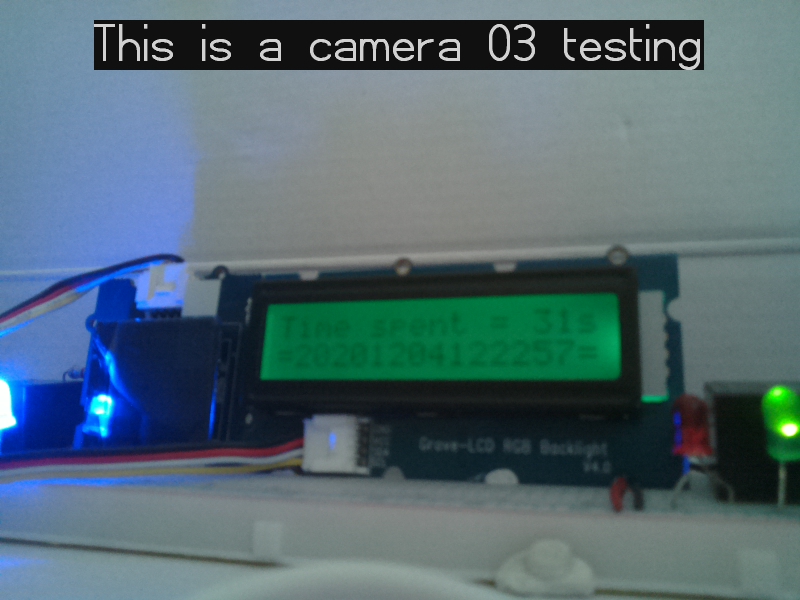 This is a camera 03 testing
Time spent = 31s
=20201204122257=
Grove-LCD RGB Backlight
V4.0